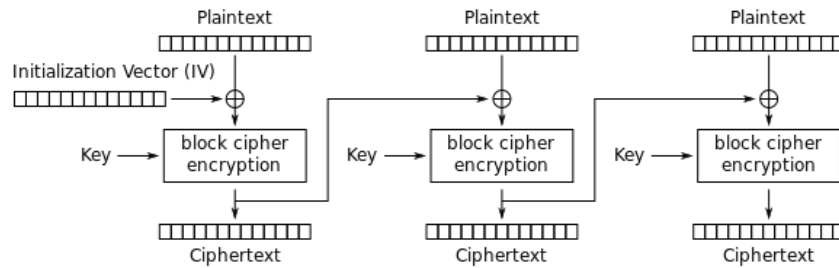 Plaintext Plaintext Plaintext
Initialization Vector (IV)
Key block cipher encryption Key block cipher encryption Key block cipher encryption
Ciphertext Ciphertext Ciphertext